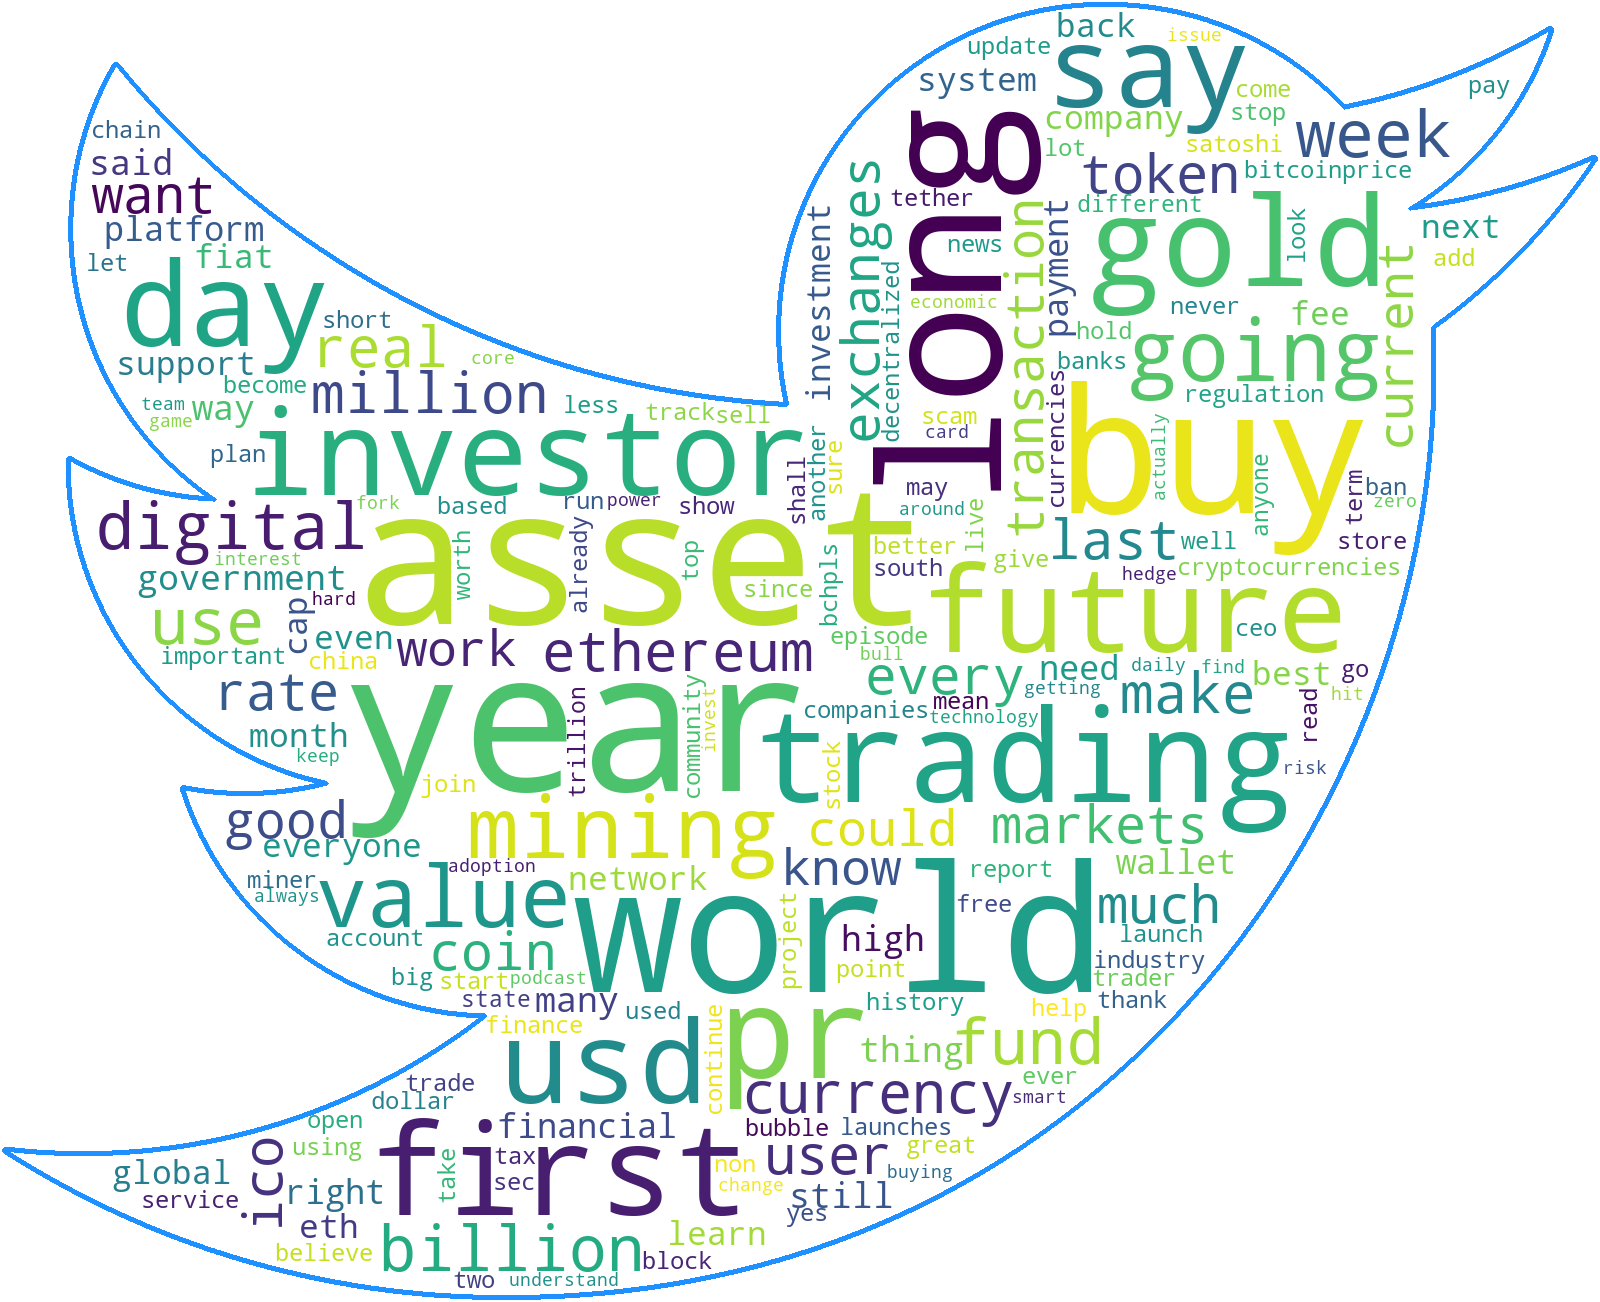 back
issue
update
say
system
come
pay
chain
company
stop
week
said
lot
satoshi
want
long
token
bitcoinprice
exchanges
tether
different
platform
investment
transaction
payment
gold
look
next
fiat
news
let
decentralized
add
day
economic
never
current
short
hold
going
fee
real
core
support
banks
become
million
currencies
regulation
team
way
less
track
sell
scam
buy
game
investor
card
actually
plan
another
sure
shall
may
term
ban
fork
based
run
power
show
around
zero
digital
asset
already
live
last
well
anyone
store
interest
worth
top
better
give
government
since
south
hedge
cryptocurrencies
hard
bchpls
future
use
cap
even
work
ethereum
episode
ceo
important
china
bull
every
need
daily
find
best
go
rate
year
community
invest
getting
make
hit
trillion
companies
mean
technology
read
month
keep
stock
trading
risk
join
good
mining
could
markets
everyone
adoption
know
report
wallet
miner
network
always
value
world
free
much
project
account
coin
high
launch
big
start
podcast
point
industry
trader
state
many
used
history
help
thank
finance
usd
continue
pr
thing
fund
trade
ever
dollar
currency
smart
open
first
financial
bubble
launches
using
ico
tax
user
great
global
take
sec
non
buying
service
right
change
still
eth
yes
believe
billion
learn
block
two
understand